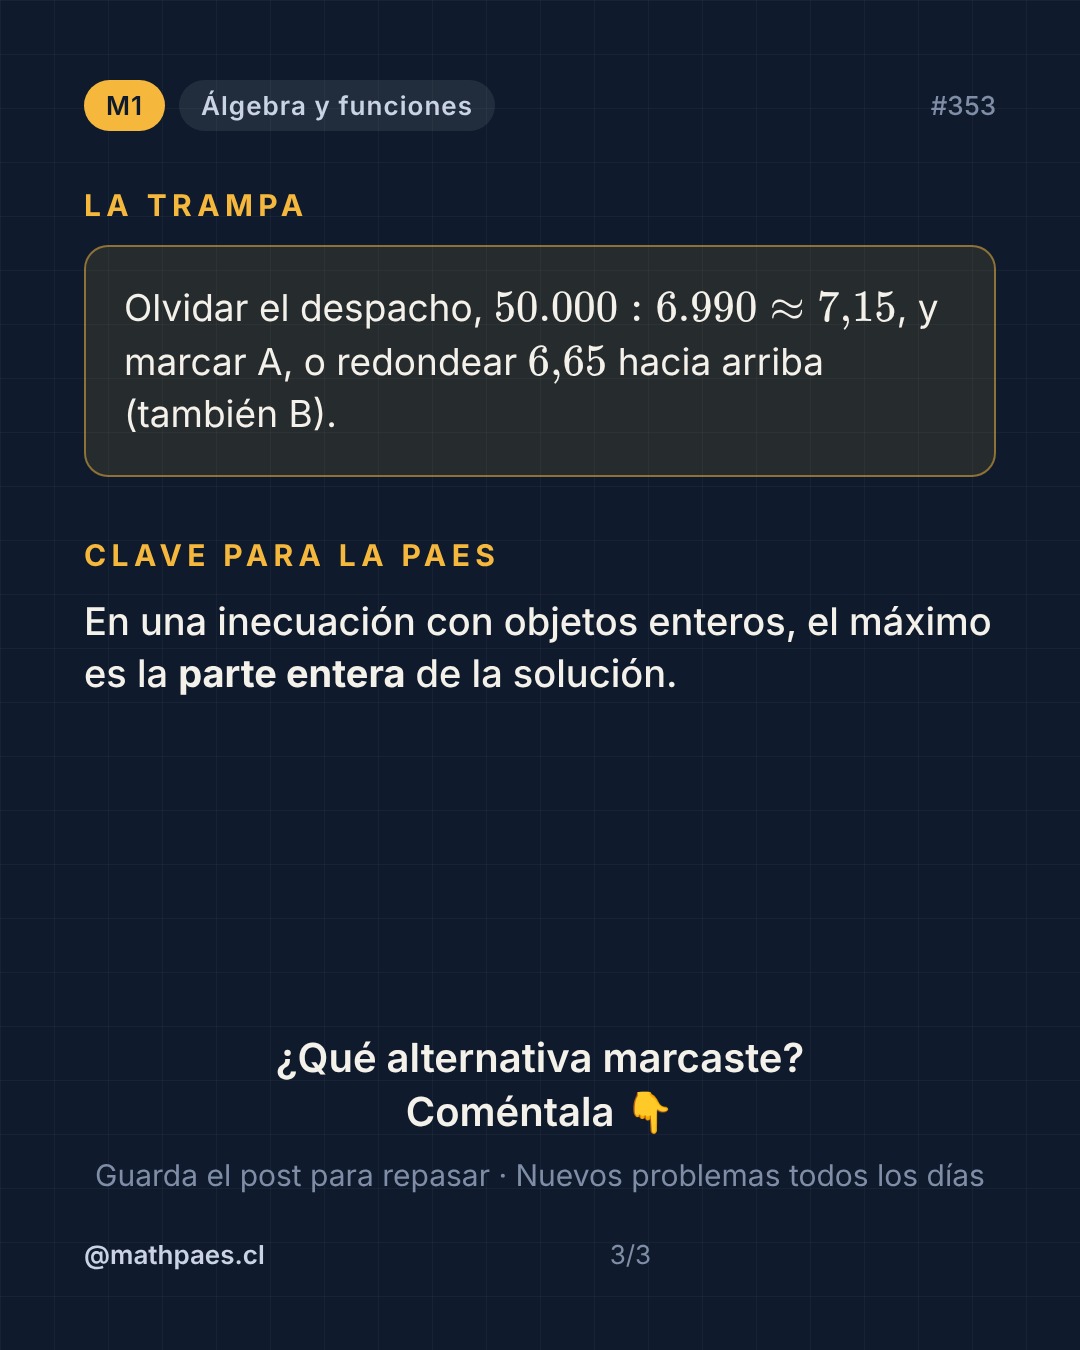 M1 Álgebra y funciones #353
LA TRAMPA
Olvidar el despacho, 50.000 : 6.990 ≈ 7,15, y
marcar A, o redondear 6,65 hacia arriba
(también B).
CLAVE PARA LA PAES
En una inecuación con objetos enteros, el máximo
es la parte entera de la solución.
¿Qué alternativa marcaste?
Coméntala 👇
Guarda el post para repasar · Nuevos problemas todos los días
@mathpaes.cl 3/3